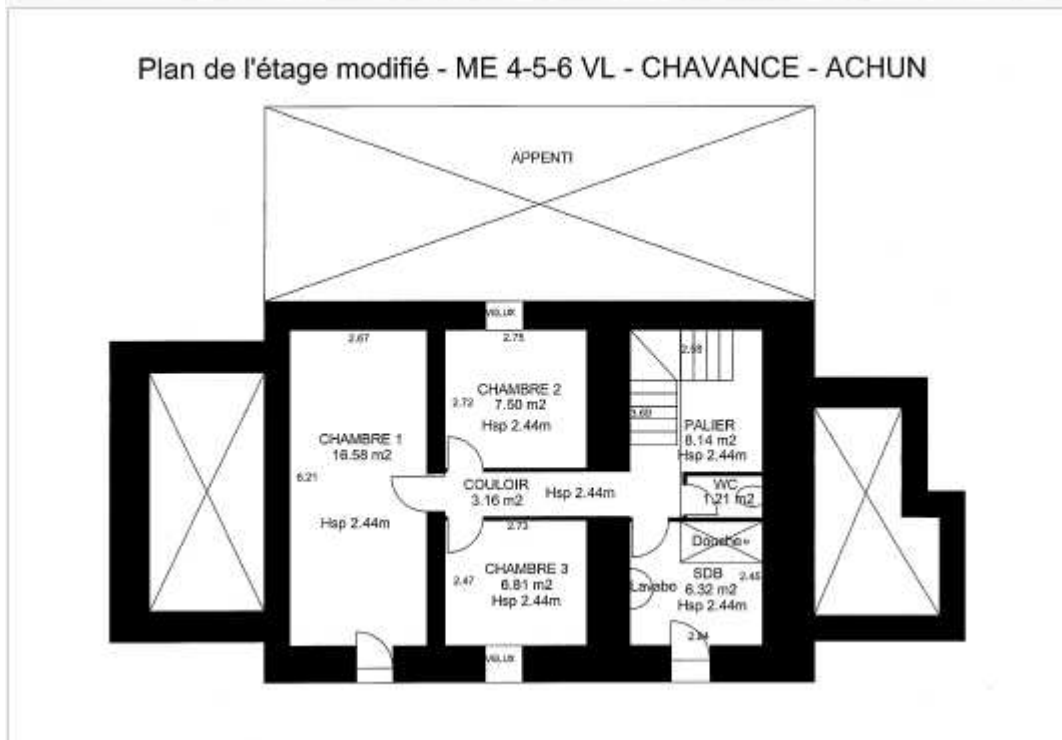 Plan de l'étage modifié - ME 4-5-6 VL - CHAVANCE - ACHUN
APPENTI
VELUX
2.67
2.75
2.58
CHAMBRE 2
7.50 m2
2.72
Hsp 2.44m
3.60
PALIER
8.14 m2
Hsp 2.44m
CHAMBRE 1
16.58 m2
6.21
Hsp 2.44m
COULOIR
3.16 m2
Hsp 2.44m
WC
1.21 m2
2.73
Douche
CHAMBRE 3
6.81 m2
2.47
Hsp 2.44m
Lavabo
SDB
2.45
6.32 m2
Hsp 2.44m
VELUX